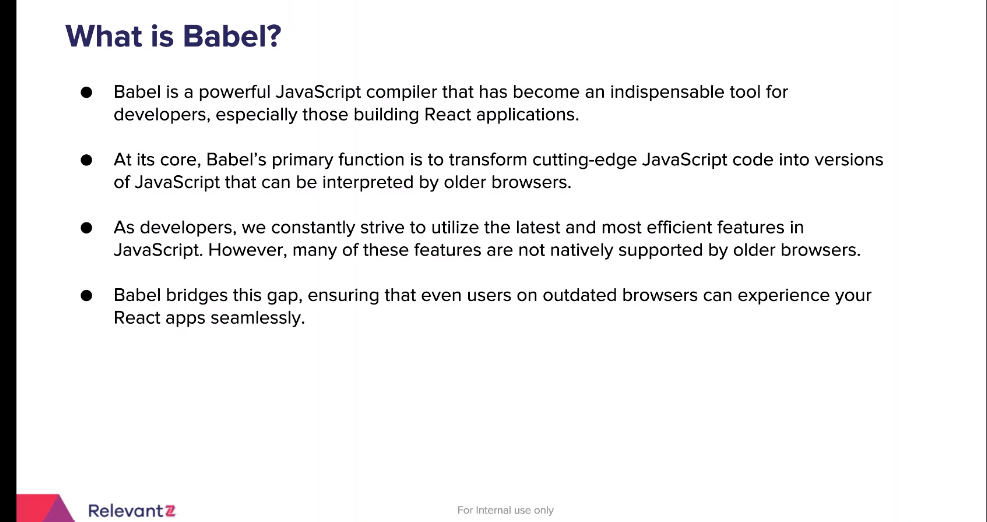 What is Babel?
● Babel is a powerful JavaScript compiler that has become an indispensable tool for
developers, especially those building React applications.
● At its core, Babel’s primary function is to transform cutting-edge JavaScript code into versions
of JavaScript that can be interpreted by older browsers.
● As developers, we constantly strive to utilize the latest and most efficient features in
JavaScript. However, many of these features are not natively supported by older browsers.
● Babel bridges this gap, ensuring that even users on outdated browsers can experience your
React apps seamlessly.
RelevantZ
For Internal use only